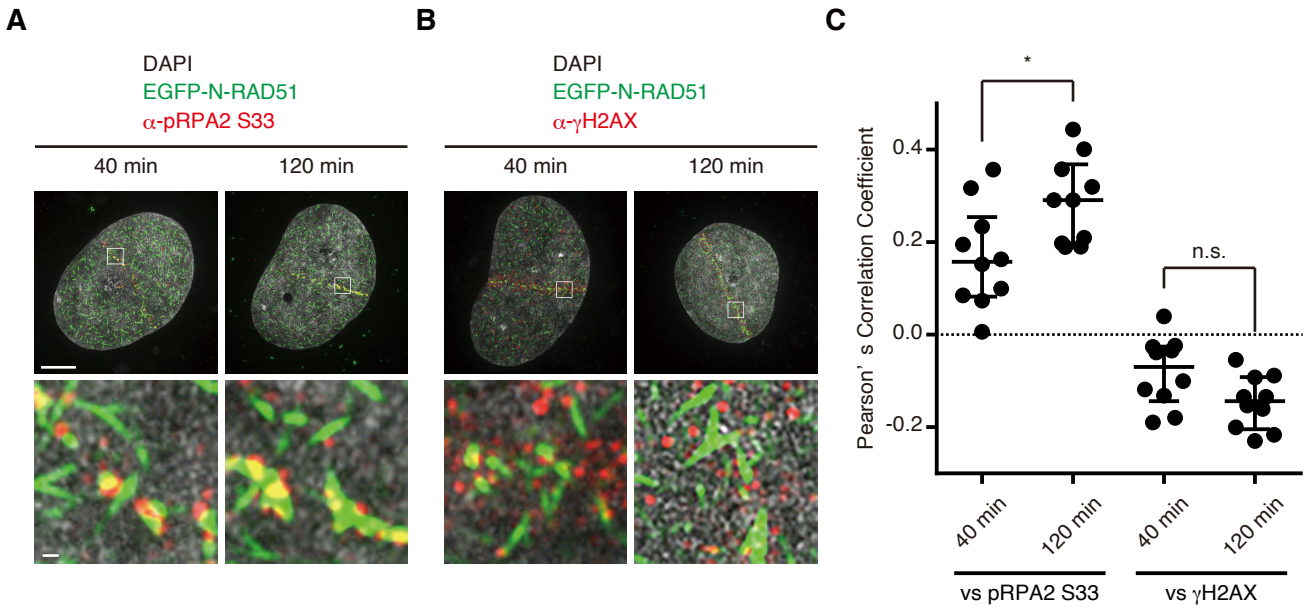 A
DAPI
EGFP-N-RAD51
α-pRPA2 S33
40 min
120 min
B
DAPI
EGFP-N-RAD51
α-γH2AX
40 min
120 min
C
Pearson' s Correlation Coefficient
0.4
0.2
0.0
-0.2
*
n.s.
40 min
120 min
40 min
120 min
vs pRPA2 S33
vs γH2AX